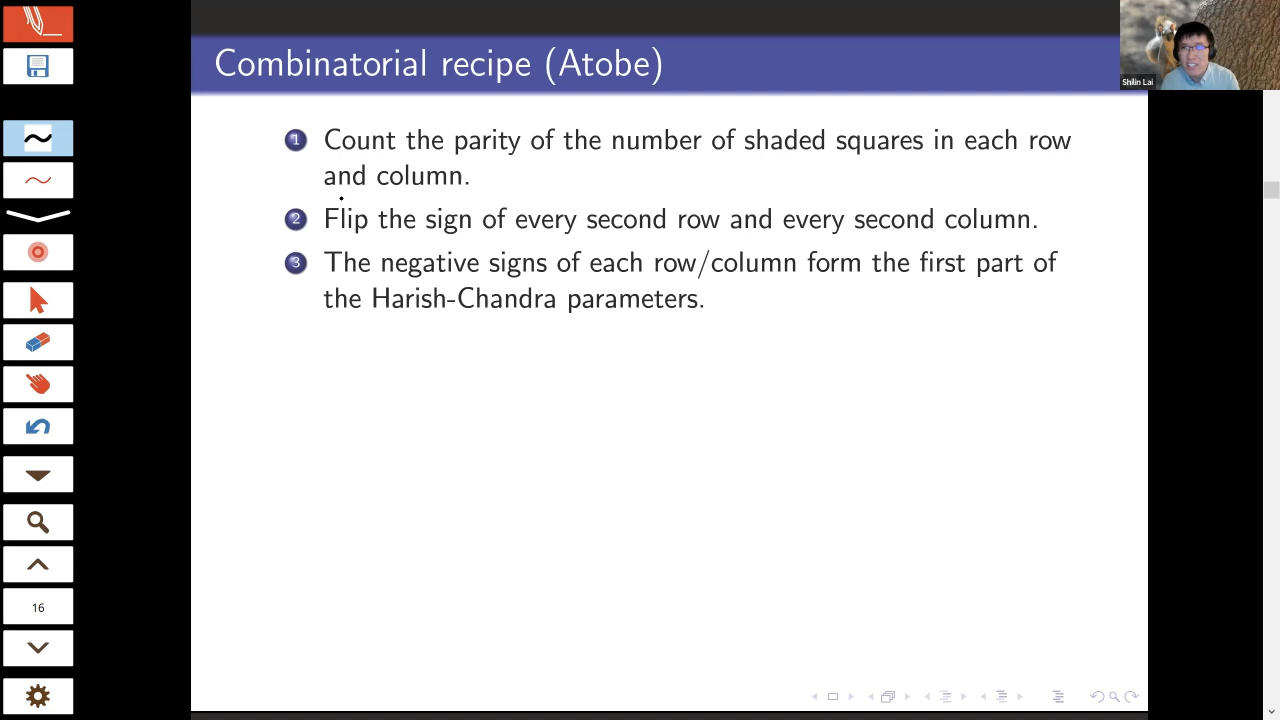 Combinatorial recipe (Atobe)
Shilin Lai
1 Count the parity of the number of shaded squares in each row
and column.
2 Flip the sign of every second row and every second column.
3 The negative signs of each row/column form the first part of
the Harish-Chandra parameters.
16